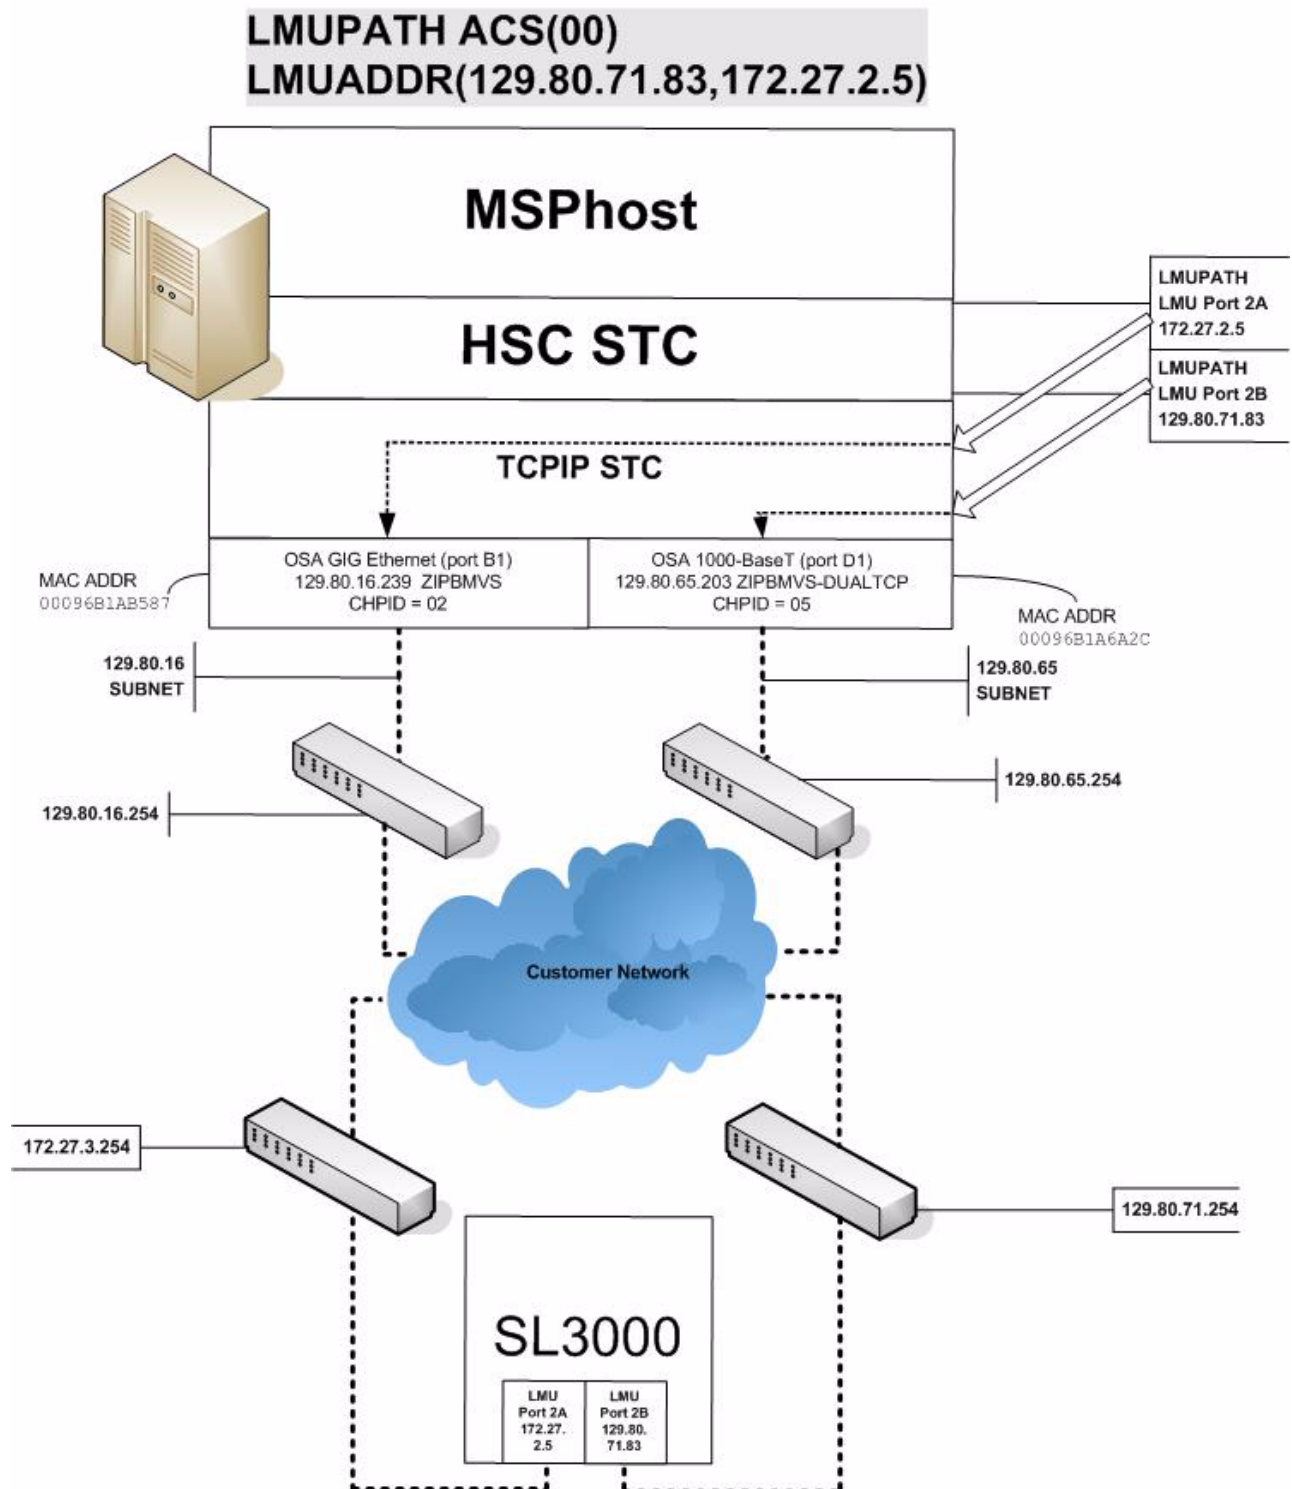 LMUPATH ACS(00)
LMUADDR(129.80.71.83,172.27.2.5)
MSPhost
HSC STC
LMUPATH
LMU Port 2A
172.27.2.5
LMUPATH
LMU Port 2B
129.80.71.83
TCPIP STC
OSA GIG Ethernet (port B1)
129.80.16.239 ZIPBMVS
CHPID = 02
OSA 1000-BaseT (port D1)
129.80.65.203 ZIPBMVS-DUALTCP
CHPID = 05
MAC ADDR
00096B1AB587
MAC ADDR
00096B1A6A2C
129.80.16
SUBNET
129.80.65
SUBNET
129.80.16.254
129.80.65.254
Customer Network
172.27.3.254
129.80.71.254
SL3000
LMU
Port 2A
172.27.
2.5
LMU
Port 2B
129.80.
71.83